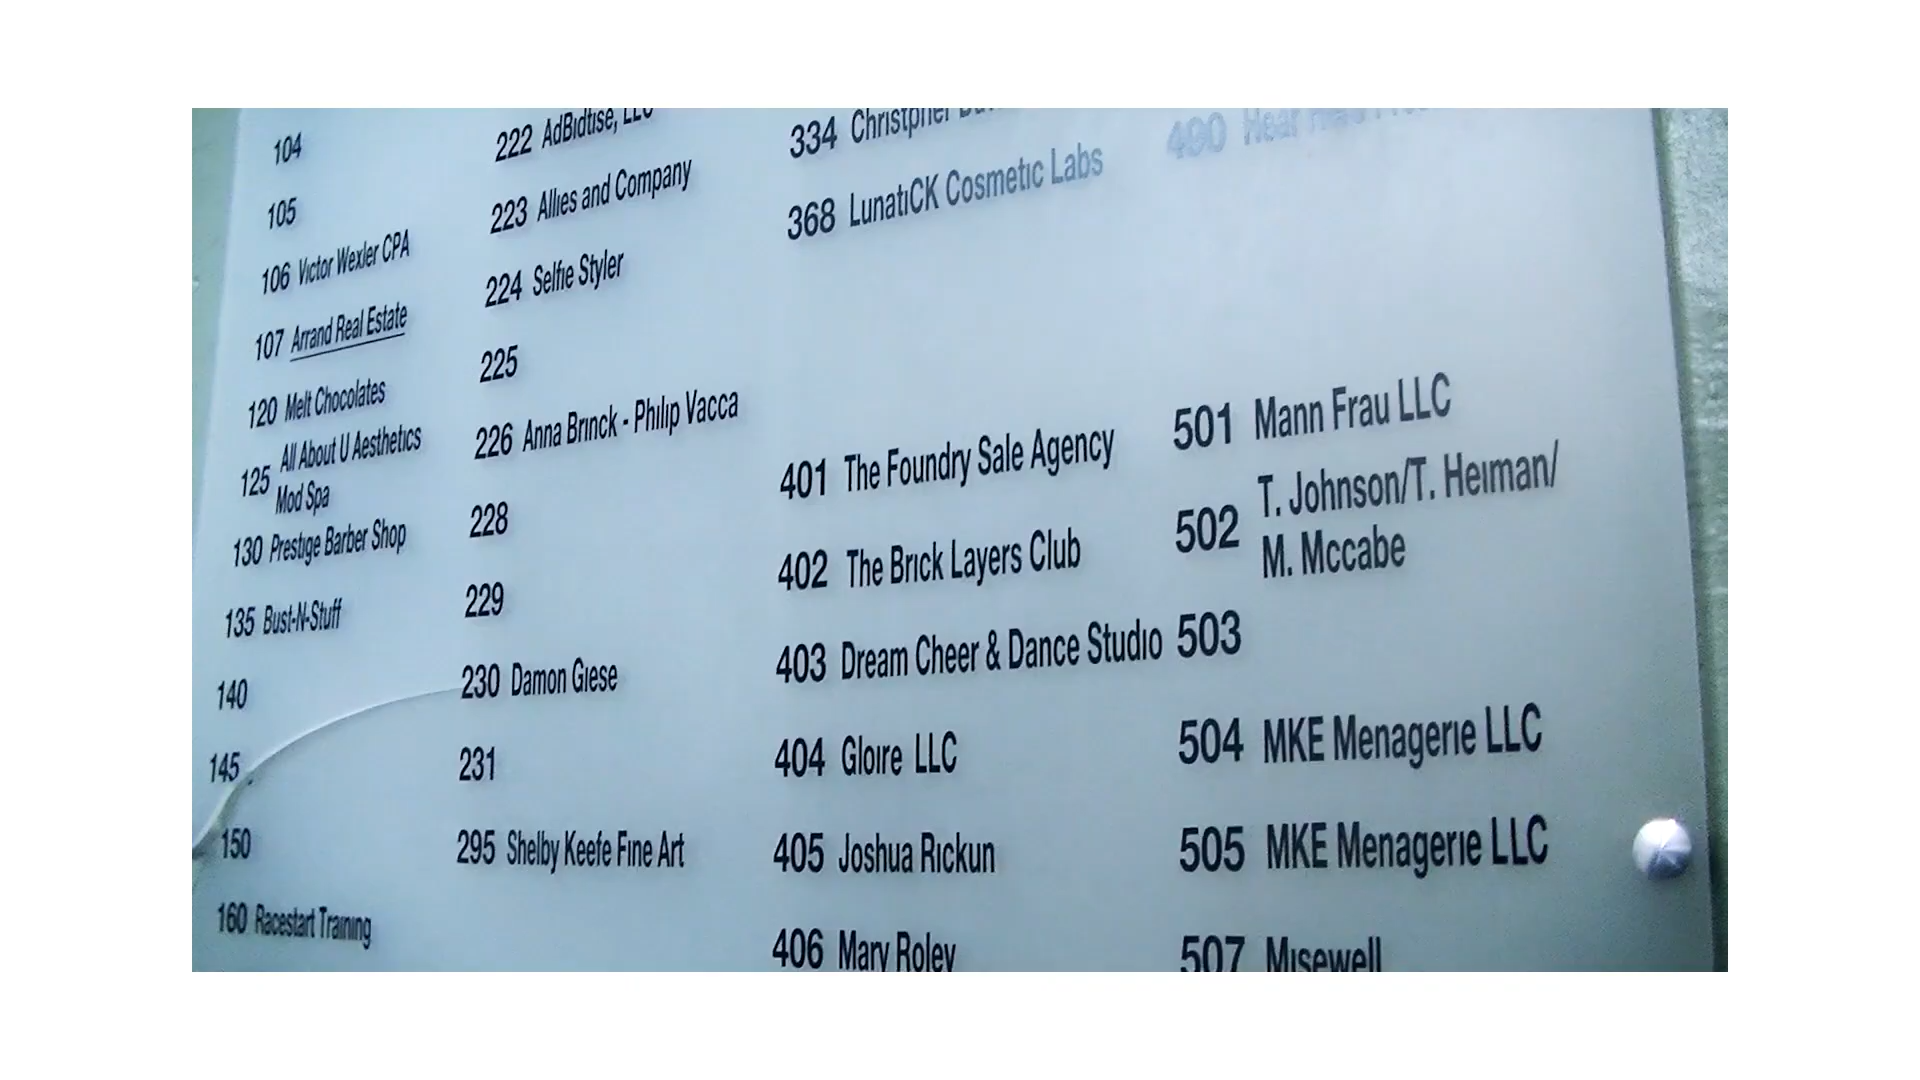 104
105
106 Victor Wexler CPA
107 Arrand Real Estate
120 Melt Chocolates
125 All About U Aesthetics
Mod Spa
130 Prestige Barber Shop
135 Bust-N-Stuff
140
145
150
160 Racestart Training
222 AdBidtise, LLC
223 Allies and Company
224 Selfie Styler
225
226 Anna Brinck - Philip Vacca
228
229
230 Damon Giese
231
295 Shelby Keefe Fine Art
334 Christpher
368 LunatiCK Cosmetic Labs
401 The Foundry Sale Agency
402 The Brick Layers Club
403 Dream Cheer & Dance Studio
404 Gloire LLC
405 Joshua Rickun
406 Mary Roley
490 Hear
501 Mann Frau LLC
502 T. Johnson/T. Heiman/
M. Mccabe
503
504 MKE Menagerie LLC
505 MKE Menagerie LLC
507 Misewell